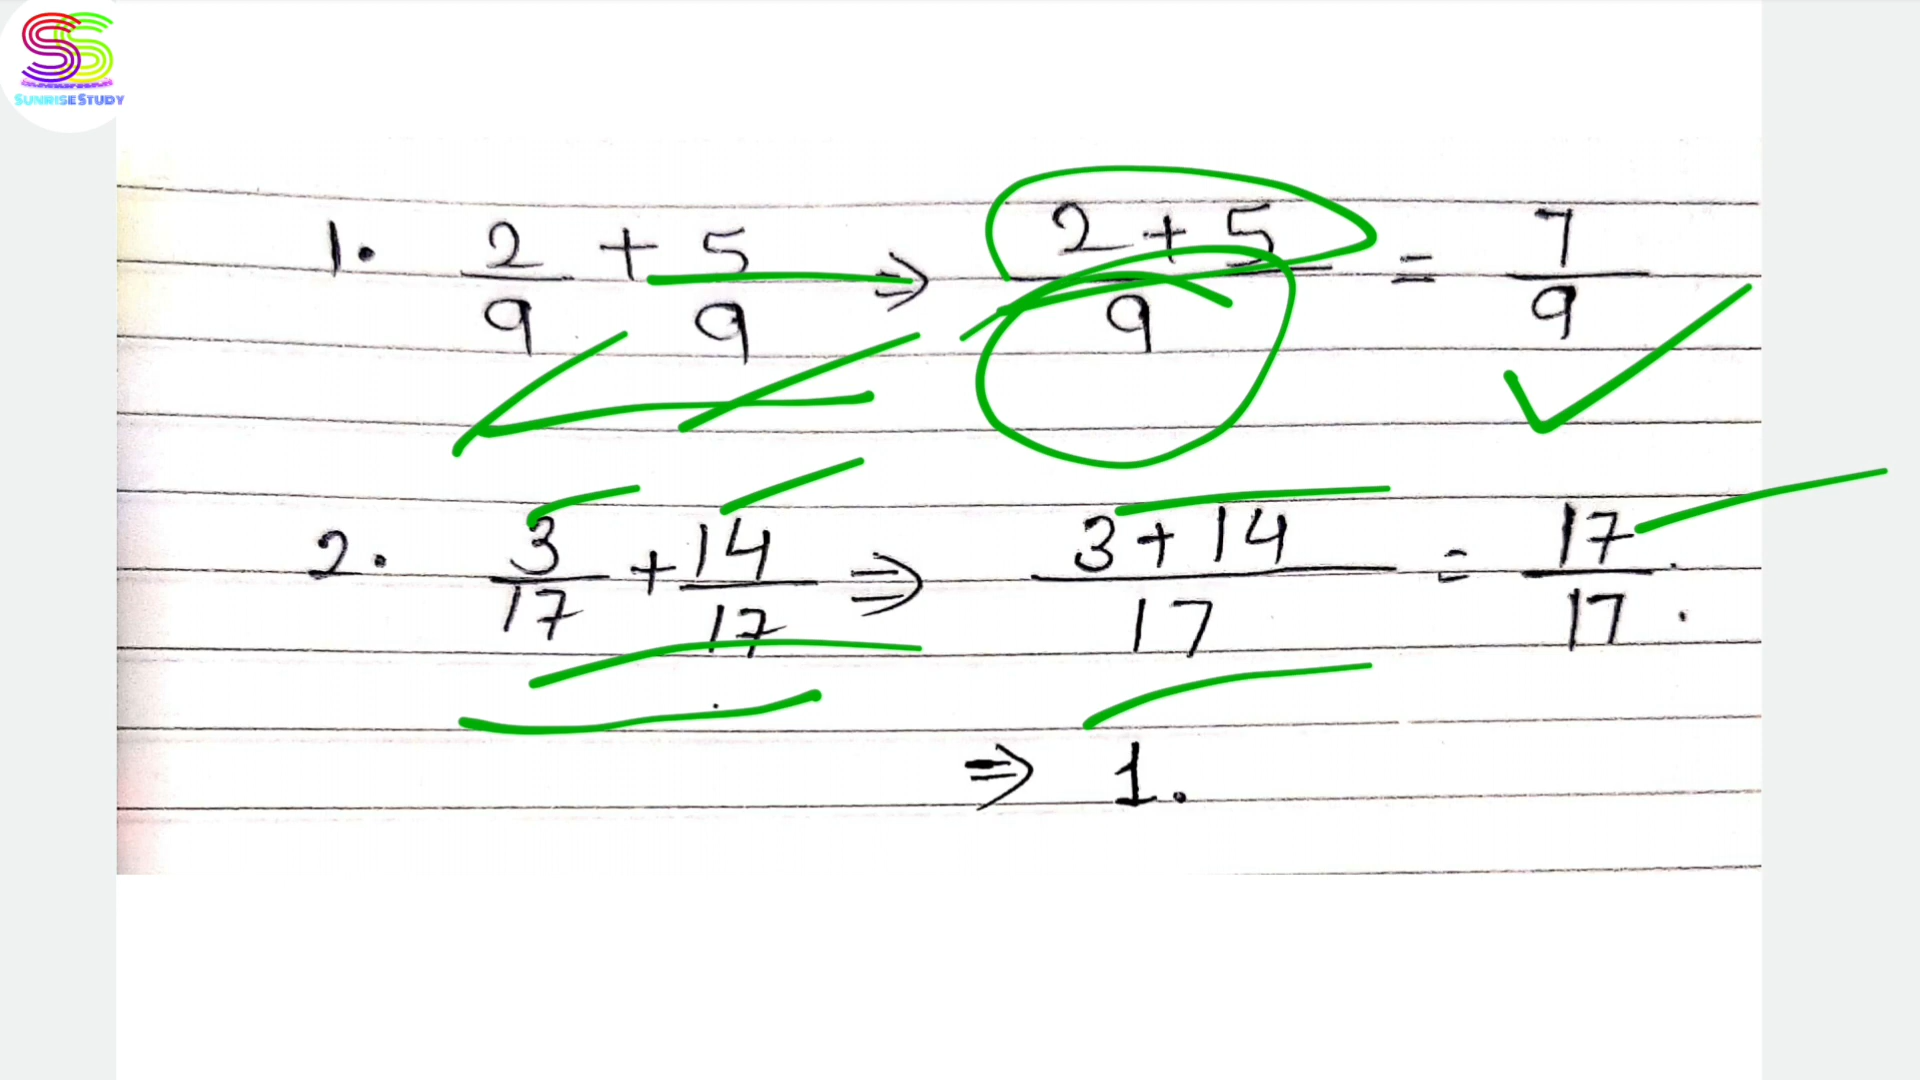 SS
SUNRISE STUDY
1. 2/9 + 5/9 ⇒ (2 + 5)/9 = 7/9
2. 3/17 + 14/17 ⇒ (3 + 14)/17 = 17/17.
⇒ 1.